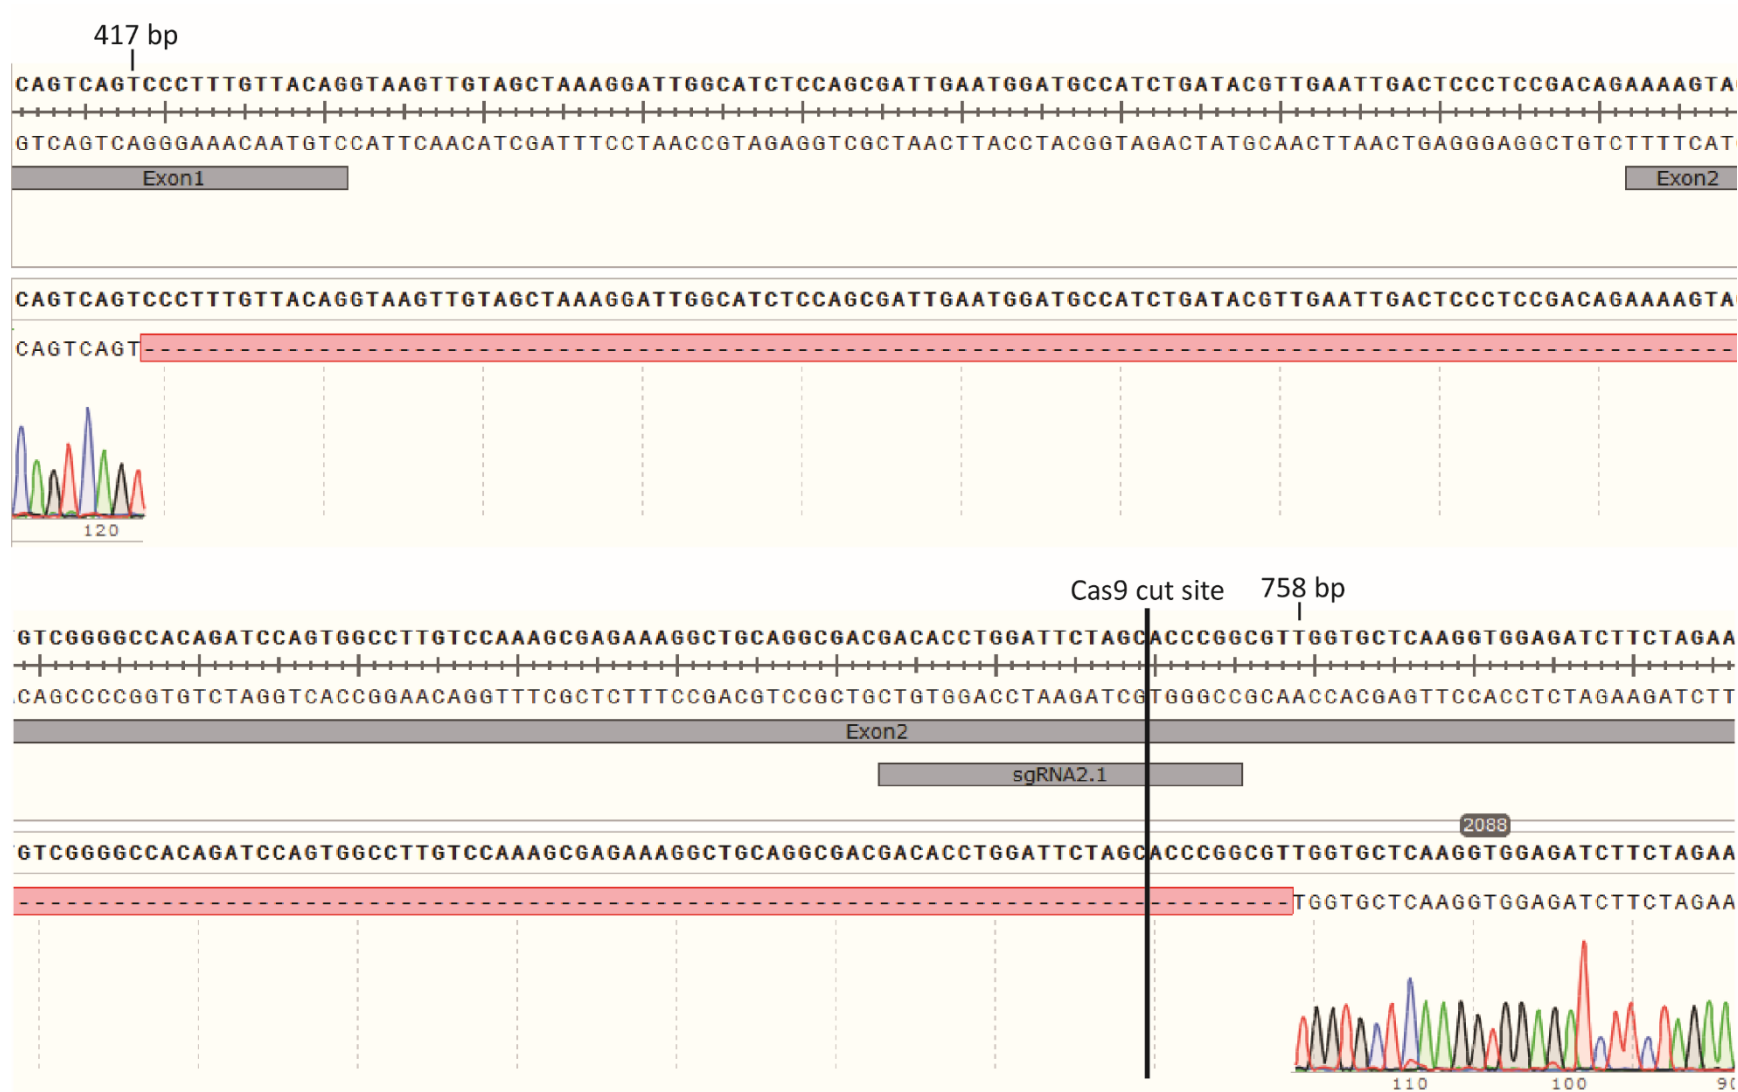 417 bp
CAGTCAGTCCCTTTGTTACAGGTAAGTTGTAGCTAAAGGATTGGCATCTCCAGCGATTGAATGGATGCCATCTGATACGTTGAATTGACTCCCTCCGACAGAAAAGTA
GTCAGTCAGGGAAACAATGTCCATTCAACATCGATTTCCTAACCGTAGAGGTCGCTAACTTACCTACGGTAGACTATGCAACTTAACTGAGGGAGGCTGTCTTTTCAT
Exon1 Exon2
CAGTCAGTCCCTTTGTTACAGGTAAGTTGTAGCTAAAGGATTGGCATCTCCAGCGATTGAATGGATGCCATCTGATACGTTGAATTGACTCCCTCCGACAGAAAAGTA
CAGTCAGT
120
Cas9 cut site 758 bp
GTCGGGGCCACAGATCCAGTGGCCTTGTCCAAAGCGAGAAAGGCTGCAGGCGACGACACCTGGATTCTAGCACCCGGCGTTGGTGCTCAAGGTGGAGATCTTCTAGAA
CAGCCCCGGTGTCTAGGTCACCGGAACAGGTTTCGCTCTTTCCGACGTCCGCTGCTGTGGACCTAAGATCGTGGGCCGCAACCACGAGTTCCACCTCTAGAAGATCTT
Exon2
sgRNA2.1
2088
GTCGGGGCCACAGATCCAGTGGCCTTGTCCAAAGCGAGAAAGGCTGCAGGCGACGACACCTGGATTCTAGCACCCGGCGTTGGTGCTCAAGGTGGAGATCTTCTAGAA
TGGTGCTCAAGGTGGAGATCTTCTAGAA
110 100